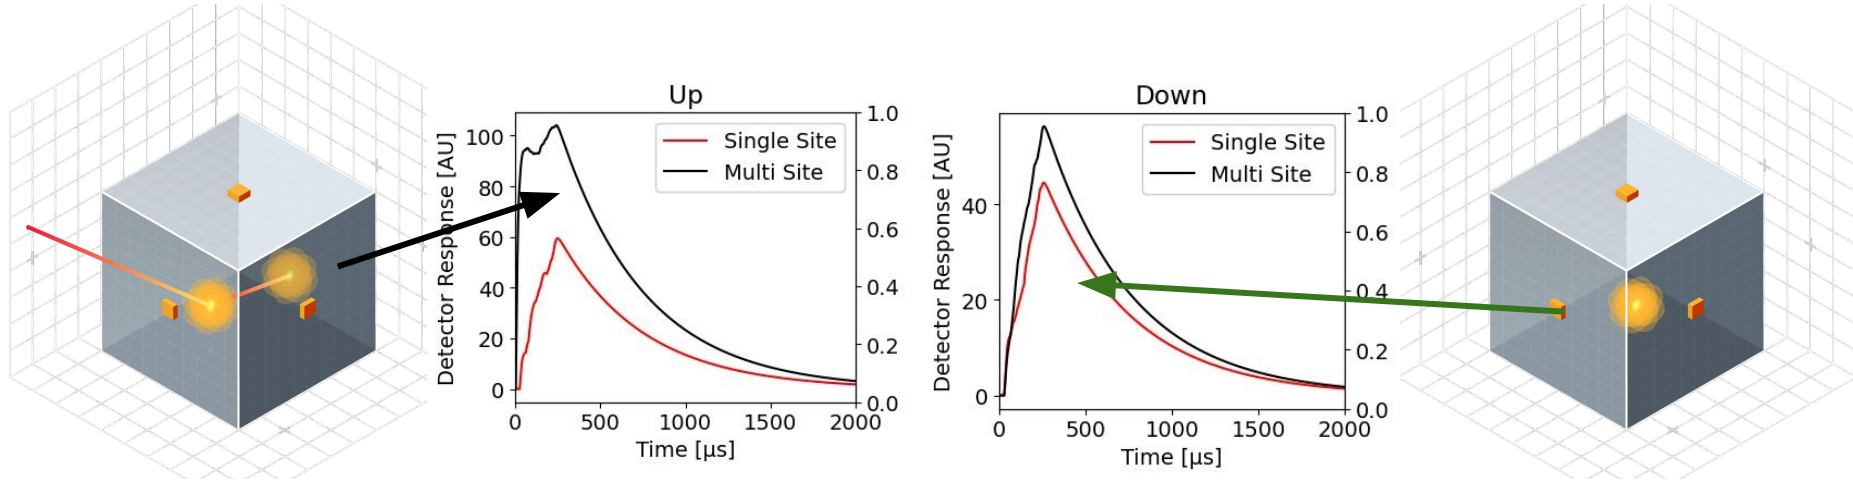 Up
Detector Response [AU]
100
80
60
40
20
0
1.0
0.8
0.6
0.4
0.2
0.0
Single Site
Multi Site
0 500 1000 1500 2000
Time [µs]
Down
Detector Response [AU]
40
20
0
1.0
0.8
0.6
0.4
0.2
0.0
Single Site
Multi Site
0 500 1000 1500 2000
Time [µs]